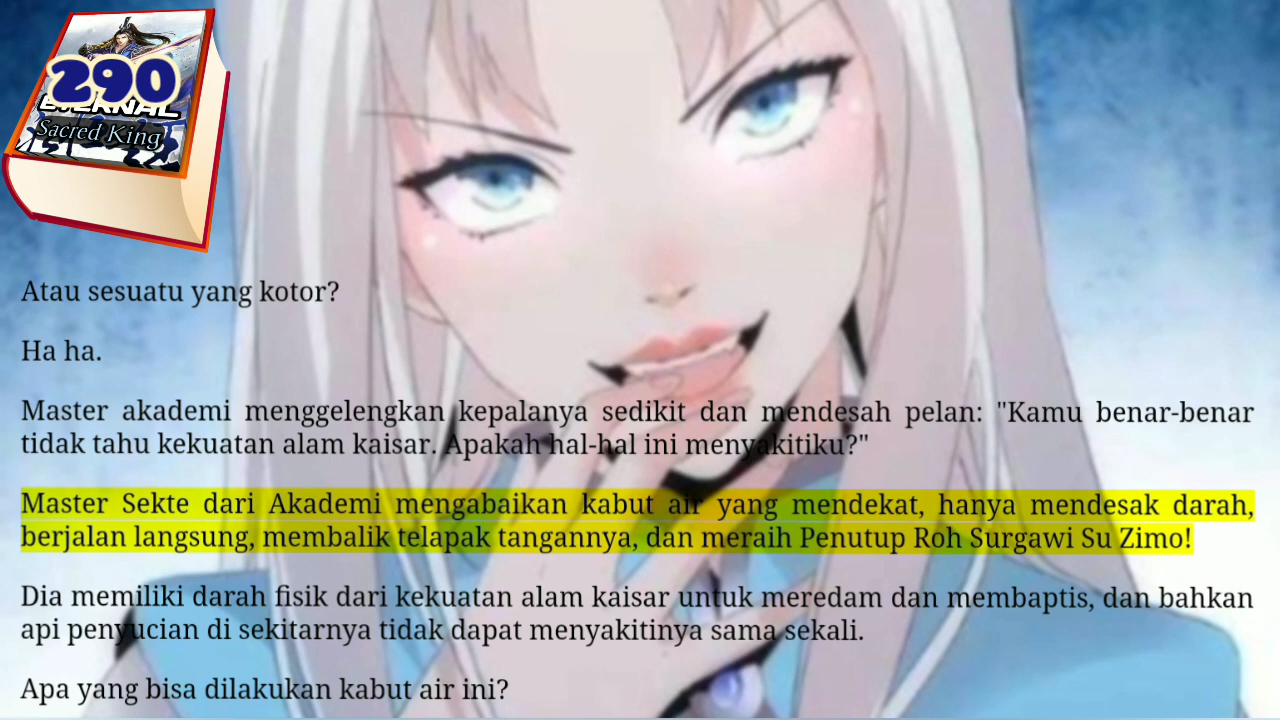 290
ETERNAL
Sacred King
Atau sesuatu yang kotor?
Ha ha.
Master akademi menggelengkan kepalanya sedikit dan mendesah pelan: "Kamu benar-benar
tidak tahu kekuatan alam kaisar. Apakah hal-hal ini menyakitiku?"
Master Sekte dari Akademi mengabaikan kabut air yang mendekat, hanya mendesak darah,
berjalan langsung, membalik telapak tangannya, dan meraih Penutup Roh Surgawi Su Zimo!
Dia memiliki darah fisik dari kekuatan alam kaisar untuk meredam dan membaptis, dan bahkan
api penyucian di sekitarnya tidak dapat menyakitinya sama sekali.
Apa yang bisa dilakukan kabut air ini?